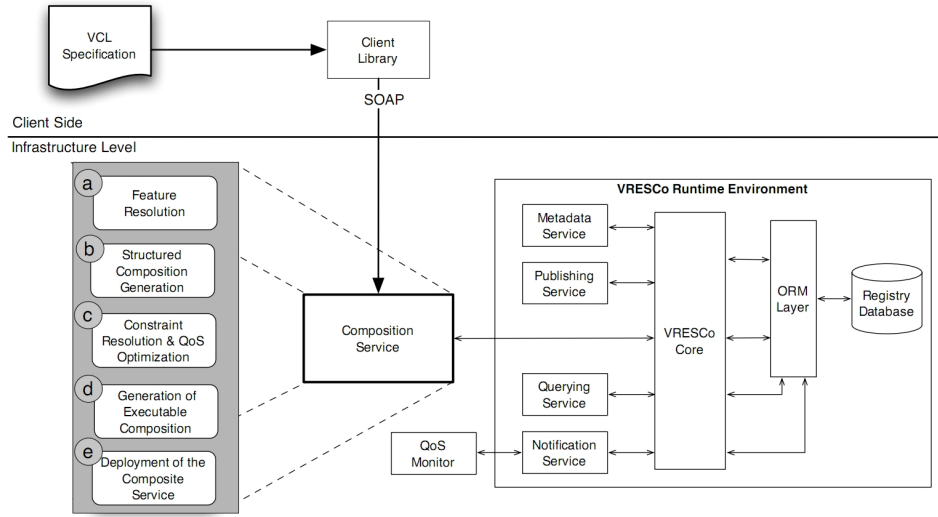 VCL
Specification
Client
Library
SOAP
Client Side
Infrastructure Level
a
Feature
Resolution
b
Structured
Composition
Generation
c
Constraint
Resolution & QoS
Optimization
d
Generation of
Executable
Composition
e
Deployment of the
Composite
Service
Composition
Service
QoS
Monitor
VRESCo Runtime Environment
Metadata
Service
Publishing
Service
Querying
Service
Notification
Service
VRESCo
Core
ORM
Layer
Registry
Database